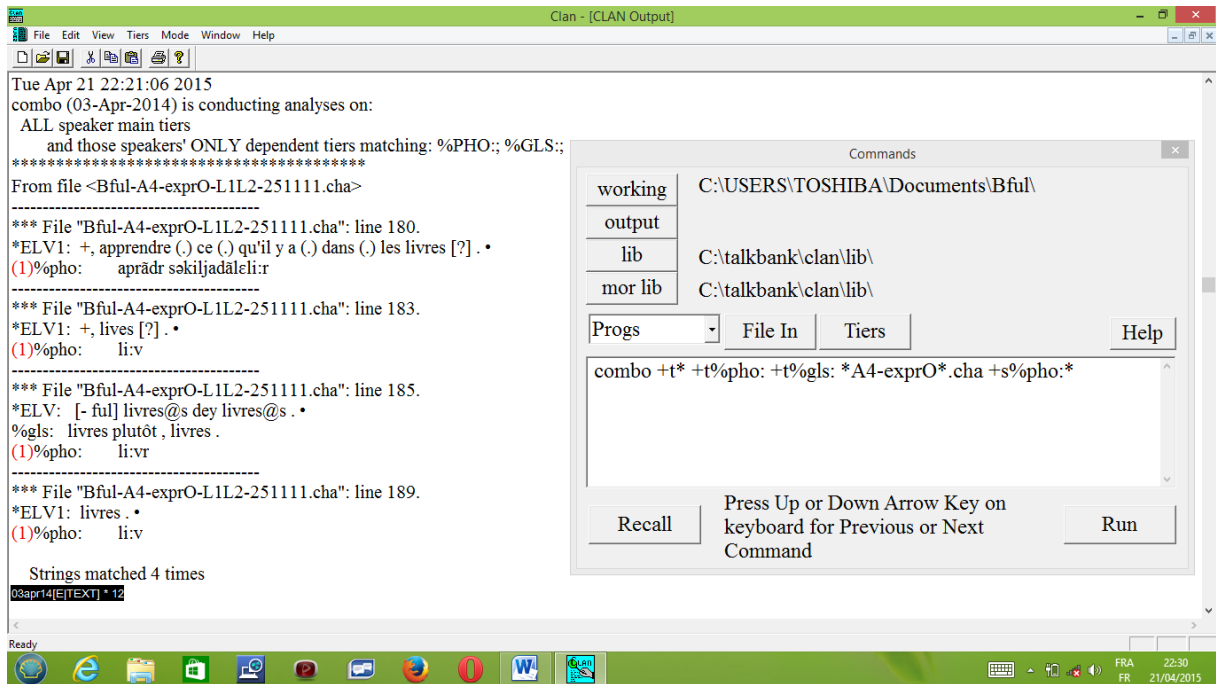 Clan - [CLAN Output]
File Edit View Tiers Mode Window Help
Tue Apr 21 22:21:06 2015
combo (03-Apr-2014) is conducting analyses on:
ALL speaker main tiers
and those speakers' ONLY dependent tiers matching: %PHO:; %GLS:;
****************************************
From file <Bful-A4-exprO-L1L2-251111.cha>
----------------------------------------
*** File "Bful-A4-exprO-L1L2-251111.cha": line 180.
*ELV1: +, apprendre (.) ce (.) qu'il y a (.) dans (.) les livres [?] . •
(1)%pho: aprãdr səkiljadãlɛli:r
----------------------------------------
*** File "Bful-A4-exprO-L1L2-251111.cha": line 183.
*ELV1: +, lives [?] . •
(1)%pho: li:v
----------------------------------------
*** File "Bful-A4-exprO-L1L2-251111.cha": line 185.
*ELV: [- ful] livres@s dey livres@s . •
%gls: livres plutôt , livres .
(1)%pho: li:vr
----------------------------------------
*** File "Bful-A4-exprO-L1L2-251111.cha": line 189.
*ELV1: livres . •
(1)%pho: li:v
Strings matched 4 times
03apr14[E|TEXT] * 12
Commands
working C:\USERS\TOSHIBA\Documents\Bful\
output
lib C:\talkbank\clan\lib\
mor lib C:\talkbank\clan\lib\
Progs File In Tiers Help
combo +t* +t%pho: +t%gls: *A4-exprO*.cha +s%pho:*
Recall
Press Up or Down Arrow Key on
keyboard for Previous or Next
Command
Run
Ready
FRA 22:30
FR 21/04/2015